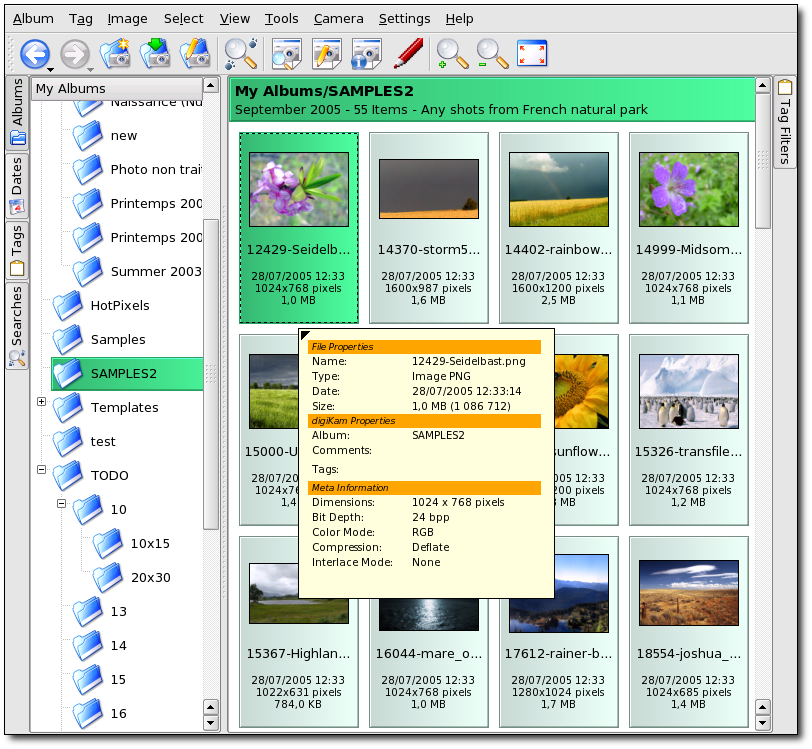 Album Tag Image Select View Tools Camera Settings Help
Albums
Dates
Tags
Searches
My Albums
Naissance (Nu
new
Photo non trai
Printemps 200
Printemps 200
Summer 2003
HotPixels
Samples
SAMPLES2
Templates
test
TODO
10
10x15
20x30
13
14
15
16
My Albums/SAMPLES2
September 2005 - 55 Items - Any shots from French natural park
12429-Seidelb...
28/07/2005 12:33
1024x768 pixels
1,0 MB
14370-storm5...
28/07/2005 12:33
1600x987 pixels
1,6 MB
14402-rainbow...
28/07/2005 12:33
1600x1200 pixels
2,5 MB
14999-Midsom...
28/07/2005 12:33
1024x768 pixels
1,1 MB
File Properties
Name: 12429-Seidelbast.png
Type: Image PNG
Date: 28/07/2005 12:33:14
Size: 1,0 MB (1 086 712)
digiKam Properties
Album: SAMPLES2
Comments:
Tags:
Meta Information
Dimensions: 1024 x 768 pixels
Bit Depth: 24 bpp
Color Mode: RGB
Compression: Deflate
Interlace Mode: None
15000-U
28/07/20
1024x76
1,4
sunflow...
05 12:33
200 pixels
MB
15326-transfile...
28/07/2005 12:33
1024x768 pixels
1,2 MB
15367-Highlan...
28/07/2005 12:33
1022x631 pixels
784,0 KB
16044-mare_o...
28/07/2005 12:33
1024x768 pixels
1,0 MB
17612-rainer-b...
28/07/2005 12:33
1280x1024 pixels
1,7 MB
18554-joshua_...
28/07/2005 12:33
1024x685 pixels
1,4 MB
Tag Filters